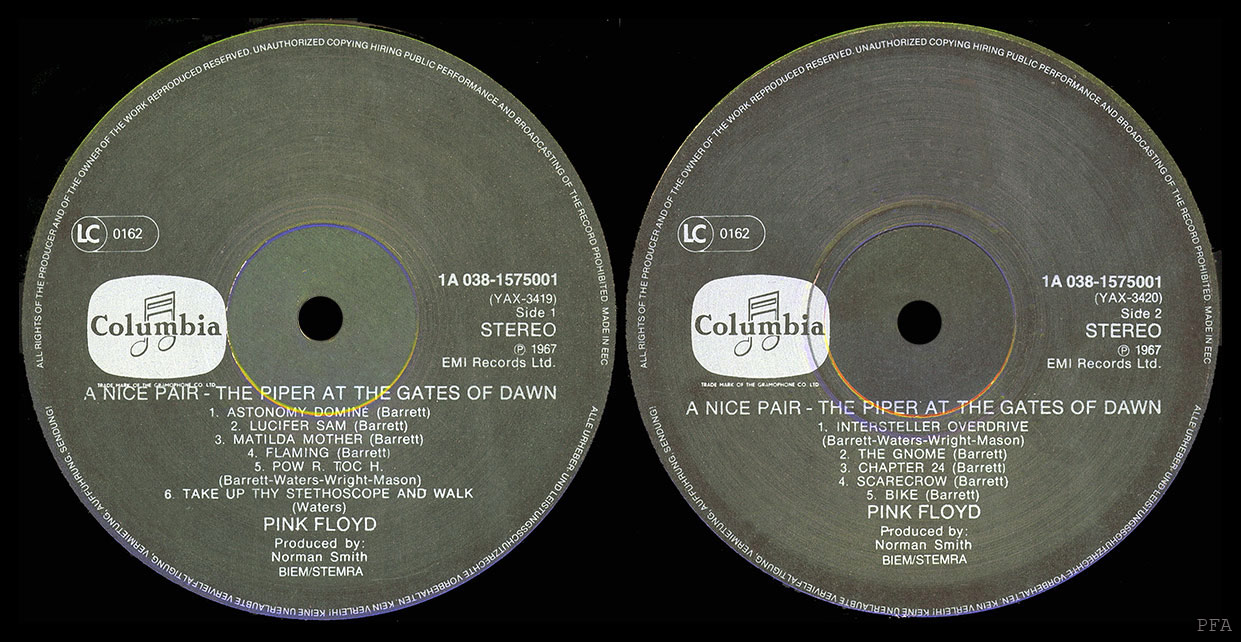 ALL RIGHTS OF THE PRODUCER AND OF THE OWNER OF THE WORK REPRODUCED RESERVED. UNAUTHORIZED COPYING HIRING PUBLIC PERFORMANCE AND BROADCASTING OF THE RECORD PROHIBITED. MADE IN EEC
LC 0162
1A 038-1575001
(YAX-3419)
Side 1
STEREO
℗ 1967
EMI Records Ltd.
Columbia
TRADE MARK OF THE GRAMOPHONE CO. LTD.
A NICE PAIR - THE PIPER AT THE GATES OF DAWN
1. ASTONOMY DOMINE (Barrett)
2. LUCIFER SAM (Barrett)
3. MATILDA MOTHER (Barrett)
4. FLAMING (Barrett)
5. POW R. TOC H.
(Barrett-Waters-Wright-Mason)
6. TAKE UP THY STETHOSCOPE AND WALK
(Waters)
PINK FLOYD
Produced by:
Norman Smith
BIEM/STEMRA
ALLE URHEBER- UND LEISTUNGSSCHUTZRECHTE VORBEHALTEN. KEIN VERLEIH! KEINE UNERLAUBTE VERVIELFÄLTIGUNG, VERMIETUNG, AUFFÜHRUNG, SENDUNG!
ALL RIGHTS OF THE PRODUCER AND OF THE OWNER OF THE WORK REPRODUCED RESERVED. UNAUTHORIZED COPYING HIRING PUBLIC PERFORMANCE AND BROADCASTING OF THE RECORD PROHIBITED. MADE IN EEC
LC 0162
1A 038-1575001
(YAX-3420)
Side 2
STEREO
℗ 1967
EMI Records Ltd.
Columbia
TRADE MARK OF THE GRAMOPHONE CO. LTD.
A NICE PAIR - THE PIPER AT THE GATES OF DAWN
1. INTERSTELLER OVERDRIVE
(Barrett-Waters-Wright-Mason)
2. THE GNOME (Barrett)
3. CHAPTER 24 (Barrett)
4. SCARECROW (Barrett)
5. BIKE (Barrett)
PINK FLOYD
Produced by:
Norman Smith
BIEM/STEMRA
ALLE URHEBER- UND LEISTUNGSSCHUTZRECHTE VORBEHALTEN. KEIN VERLEIH! KEINE UNERLAUBTE VERVIELFÄLTIGUNG, VERMIETUNG, AUFFÜHRUNG, SENDUNG!
PFA